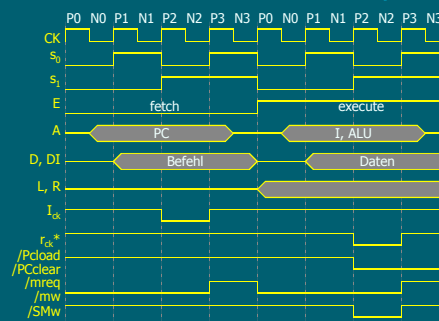 P0 N0 P1 N1 P2 N2 P3 N3 P0 N0 P1 N1 P2 N2 P3 N3
CK
s0
s1
E fetch execute
A PC I, ALU
D, DI Befehl Daten
L, R
Ick
rck*
/Pcload
/PCclear
/mreq
/mw
/SMw